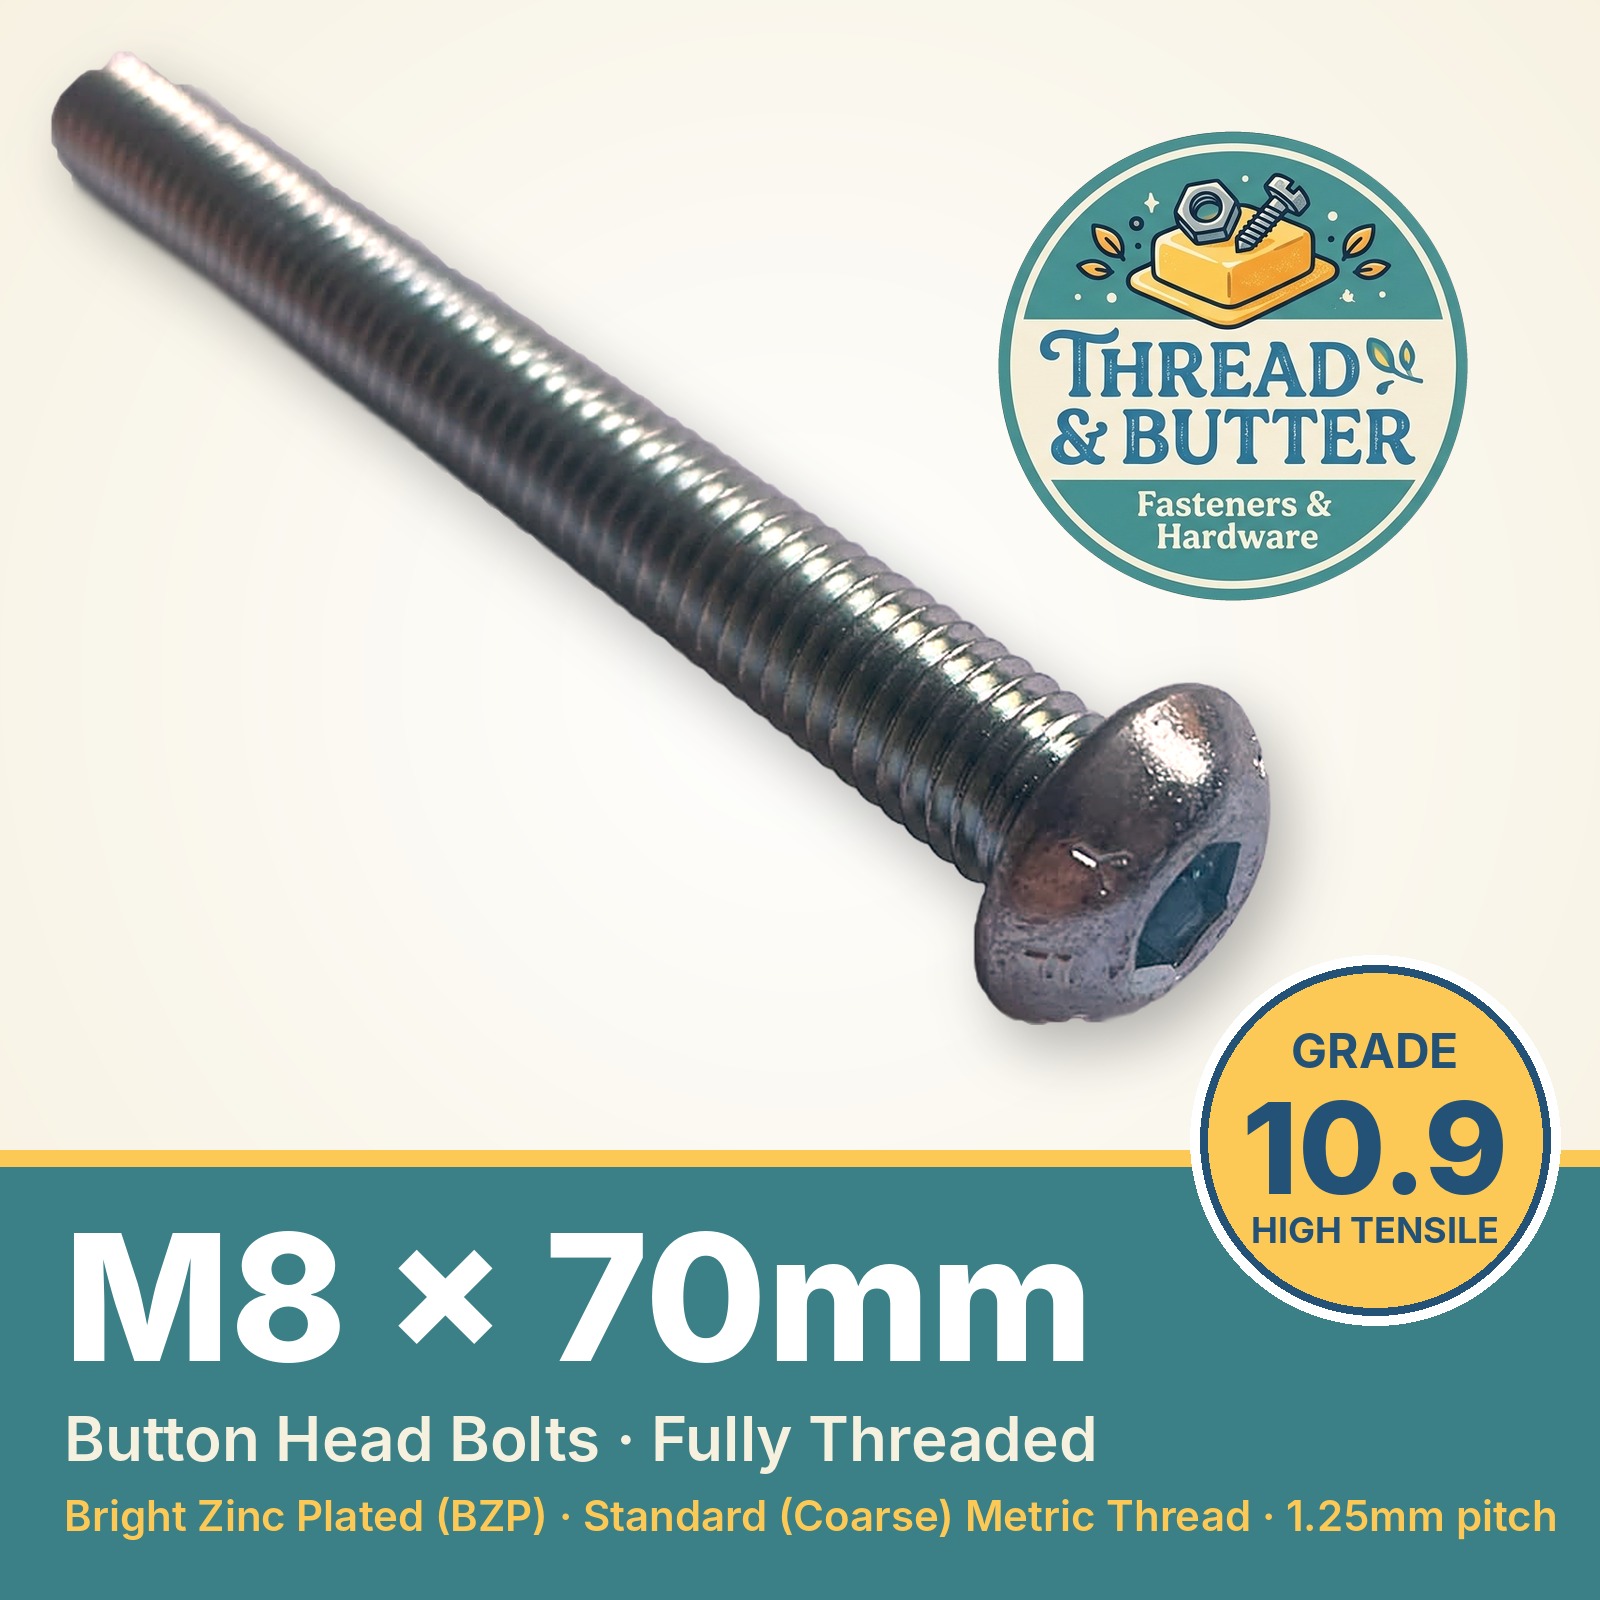 THREAD
& BUTTER
Fasteners &
Hardware
GRADE
10.9
HIGH TENSILE
M8 × 70mm
Button Head Bolts · Fully Threaded
Bright Zinc Plated (BZP) · Standard (Coarse) Metric Thread · 1.25mm pitch